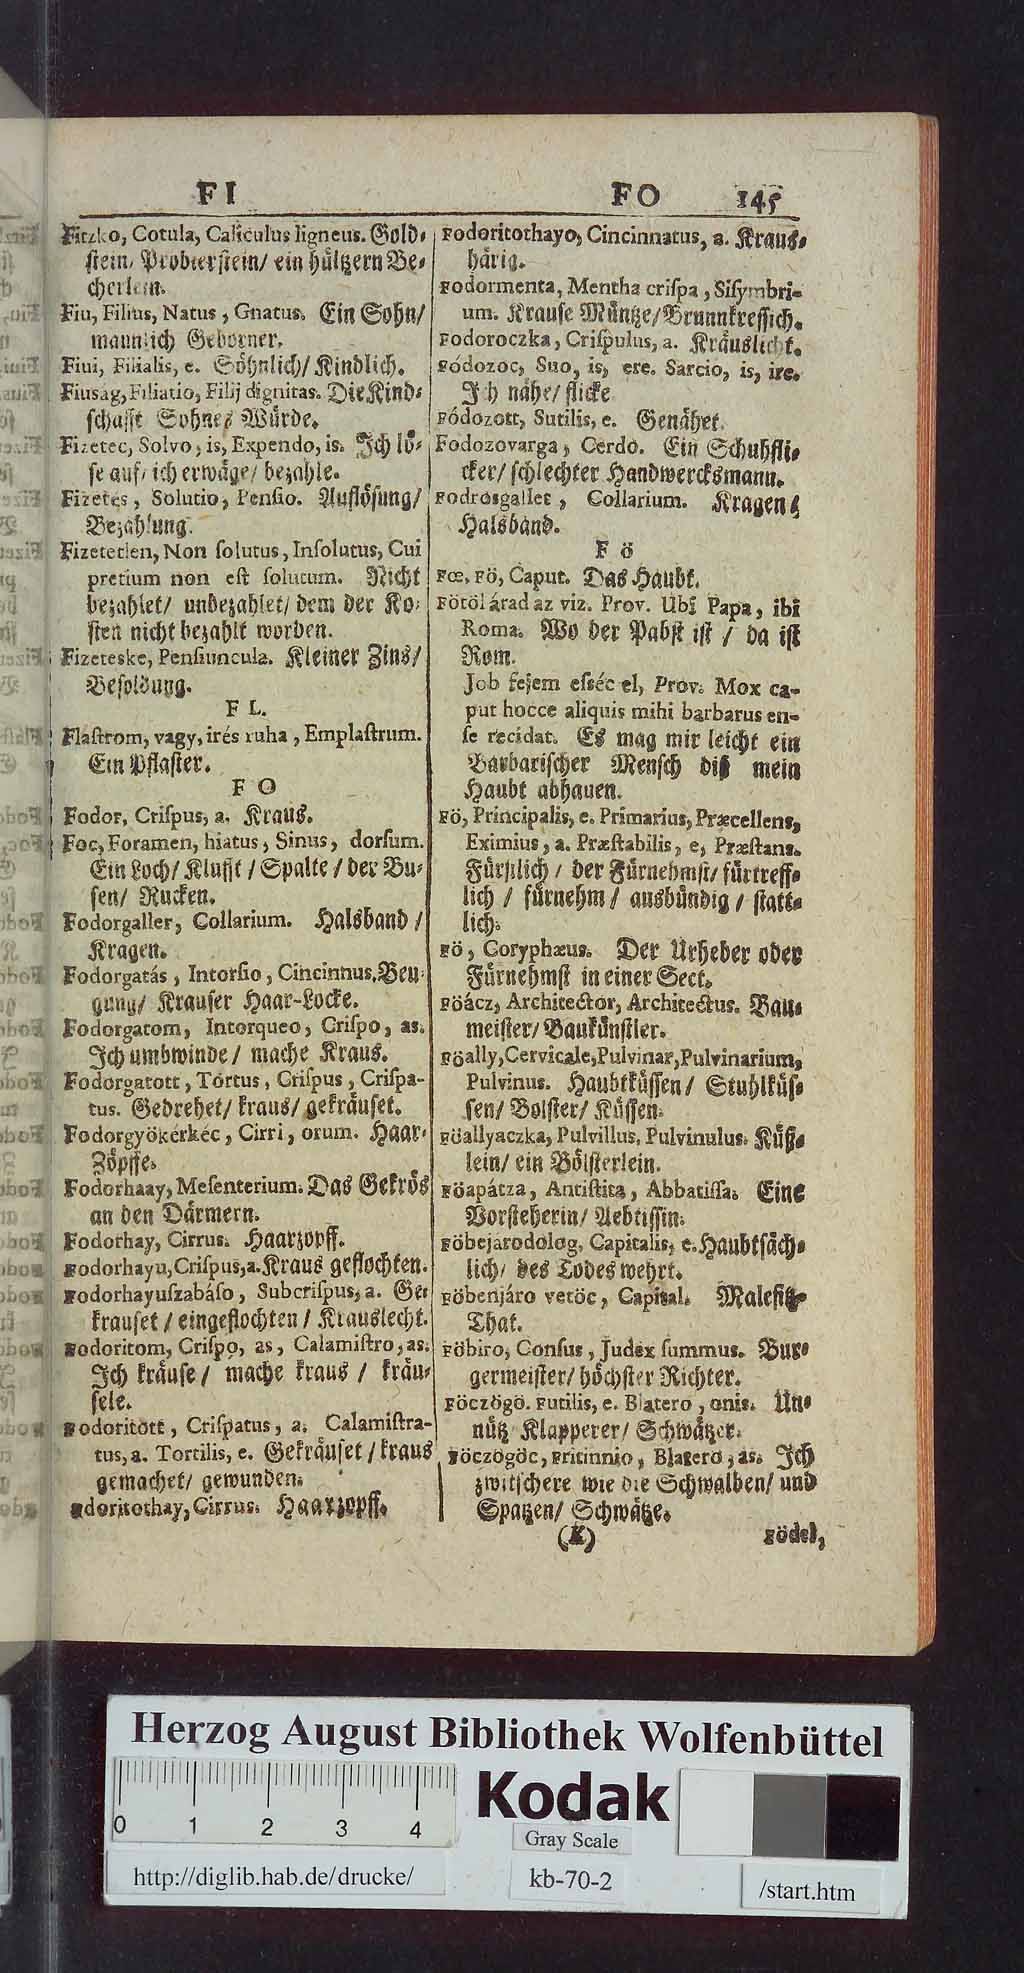 FI
Fitzko, Cotula, Caliculus ligneus. Gold⸗
stein/ Probierstein/ ein hültzern Be⸗
cherlein.
Fiu, Filius, Natus, Gnatus. Ein Sohn/
mannlich Geborner.
Fiui, Filialis, e. Söhnlich/ Kindlich.
Fiusag, Filiatio, Filij dignitas. Die Kind⸗
schafft Sohnes Würde.
Fizetec, Solvo, is, Expendo, is. Ich lö⸗
se auf/ ich erwäge/ bezahle.
Fizetes, Solutio, Pensio. Auflösung/
Bezahlung.
Fizetetlen, Non solutus, Insolutus, Cui
pretium non est solutum. Nicht
bezahlet/ unbezahlet/ dem der Ko⸗
sten nicht bezahlt worden.
Fizeteske, Pensiuncula. Kleiner Zins/
Besoldung.
FL.
Flastrom, vagy, irés ruha, Emplastrum.
Ein Pflaster.
FO
Fodor, Crispus, a. Kraus.
Foc, Foramen, hiatus, Sinus, dorsum.
Ein Loch/ Klufft/ Spalte/ der Bu⸗
sen/ Rucken.
Fodorgaller, Collarium. Halsband/
Kragen.
Fodorgatás, Intorsio, Cincinnus. Beu⸗
gung/ Krauser Haar-Locke.
Fodorgatom, Intorqueo, Crispo, as.
Ich umbwinde/ mache Kraus.
Fodorgatott, Tortus, Crispus, Crispa-
tus. Gedrehet/ kraus/ gekräuset.
Fodorgyökérkéc, Cirri, orum. Haar⸗
Zöpffe.
Fodorhaay, Mesenterium. Das Gekrös
an den Därmern.
Fodorhay, Cirrus. Haarzopff.
Fodorhayu, Crispus, a. Kraus geflochten.
Fodorhayuszabáso, Subcrispus, a. Ge⸗
krauset/ eingeflochten/ Krauslecht.
Fodoritom, Crispo, as, Calamistro, as.
Ich kräuse/ mache kraus/ kräu⸗
sele.
Fodoritott, Crispatus, a. Calamistra-
tus, a. Tortilis, e. Gekräuset/ kraus
gemachet/ gewunden.
Fodoritothay, Cirrus. Haarzopff.
FO 145
Fodoritothayo, Cincinnatus, a. Kraus⸗
härig.
Fodormenta, Mentha crispa, Sisymbri-
um. Krause Müntze/ Brunnkressich.
Fodoroczka, Crispulus, a. Kräuslicht.
Fódozoc, Suo, is, ere. Sarcio, is, ire.
Ich nähe/ flicke
Fódozott, Sutilis, e. Genähet.
Fodozovarga, Cerdo. Ein Schuhfli⸗
cker/ schlechter Handwercksmann.
Fodrosgallet, Collarium. Kragen/
Halsband.
Fö
Fœ, Fö, Caput. Das Haubt.
Fötöl árad az viz. Prov. Ubi Papa, ibi
Roma. Wo der Pabst ist/ da ist
Rom.
Job fejem esséc el, Prov. Mox ca-
put hocce aliquis mihi barbarus en-
se recidat. Es mag mir leicht ein
Barbarischer Mensch diß mein
Haubt abhauen.
Fö, Principalis, e. Primarius, Præcellens,
Eximius, a. Præstabilis, e, Præstans.
Fürstlich/ der Fürnehmst/ fürtreff⸗
lich/ fürnehm/ ausbündig/ statt⸗
lich.
Fö, Coryphæus. Der Urheber oder
Fürnehmst in einer Sect.
Föácz, Architector, Architectus. Bau⸗
meister/ Baukünstler.
Föally, Cervicale, Pulvinar, Pulvinarium,
Pulvinus. Haubtküssen/ Stuhlküs⸗
sen/ Bolster/ Küssen.
Föallyaczka, Pulvillus, Pulvinulus. Küß⸗
lein/ ein Bölsterlein.
Föapátza, Antistita, Abbatissa. Eine
Vorsteherin/ Aebtissin.
Föbejarodolog, Capitalis, e. Haubtsäch⸗
lich/ des Todes wehrt.
Föbenjáro vetöc, Capital. Malefitz⸗
That.
Föbiro, Consus, Judex summus. Bur⸗
germeister/ höchster Richter.
Föczögö. Futilis, e. Blatero, onis. Un⸗
nütz Klapperer/ Schwätzer.
Föczögöc, Fritinnio, Blatero, as. Ich
zwitschere wie die Schwalben/ und
Spatzen/ Schwätze.
(K) Födel,
Herzog August Bibliothek Wolfenbüttel
0 1 2 3 4
Kodak
Gray Scale
http://diglib.hab.de/drucke/
kb-70-2
/start.htm